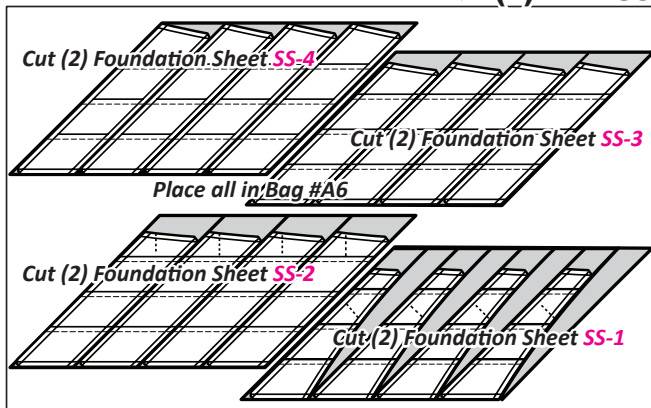 Cut (2) Foundation Sheet SS-4
Cut (2) Foundation Sheet SS-3
Place all in Bag #A6
Cut (2) Foundation Sheet SS-2
Cut (2) Foundation Sheet SS-1